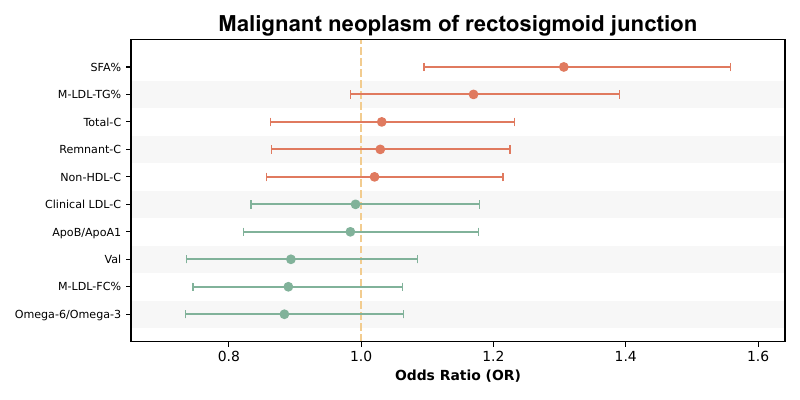 Malignant neoplasm of rectosigmoid junction
SFA%
M-LDL-TG%
Total-C
Remnant-C
Non-HDL-C
Clinical LDL-C
ApoB/ApoA1
Val
M-LDL-FC%
Omega-6/Omega-3
0.8 1.0 1.2 1.4 1.6
Odds Ratio (OR)